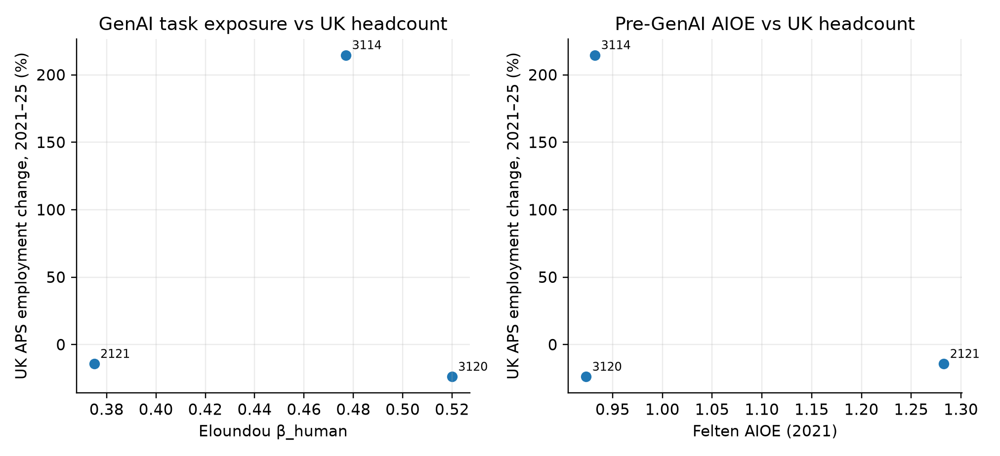 GenAI task exposure vs UK headcount
UK APS employment change, 2021–25 (%)
200
150
100
50
0
3114
2121
3120
0.38 0.40 0.42 0.44 0.46 0.48 0.50 0.52
Eloundou β_human
Pre-GenAI AIOE vs UK headcount
UK APS employment change, 2021–25 (%)
200
150
100
50
0
3114
2121
3120
0.95 1.00 1.05 1.10 1.15 1.20 1.25 1.30
Felten AIOE (2021)